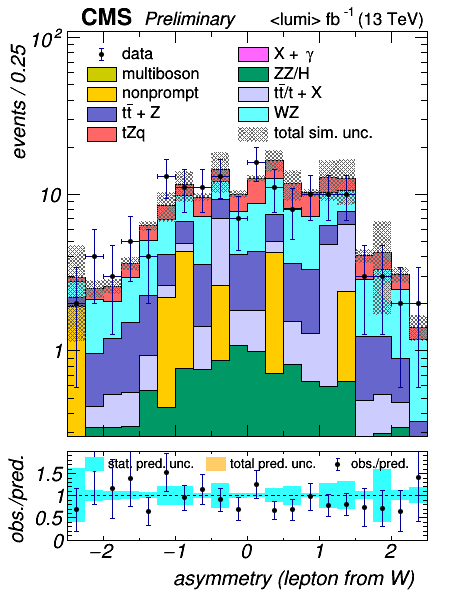 CMS Preliminary <lumi> fb⁻¹ (13 TeV)
events / 0.25
10²
10
1
data
multiboson
nonprompt
tt̄ + Z
tZq
X + γ
ZZ/H
tt̄/t + X
WZ
total sim. unc.
obs./pred.
1.5
1
0.5
0
stat. pred. unc. total pred. unc. obs./pred.
−2 −1 0 1 2
asymmetry (lepton from W)